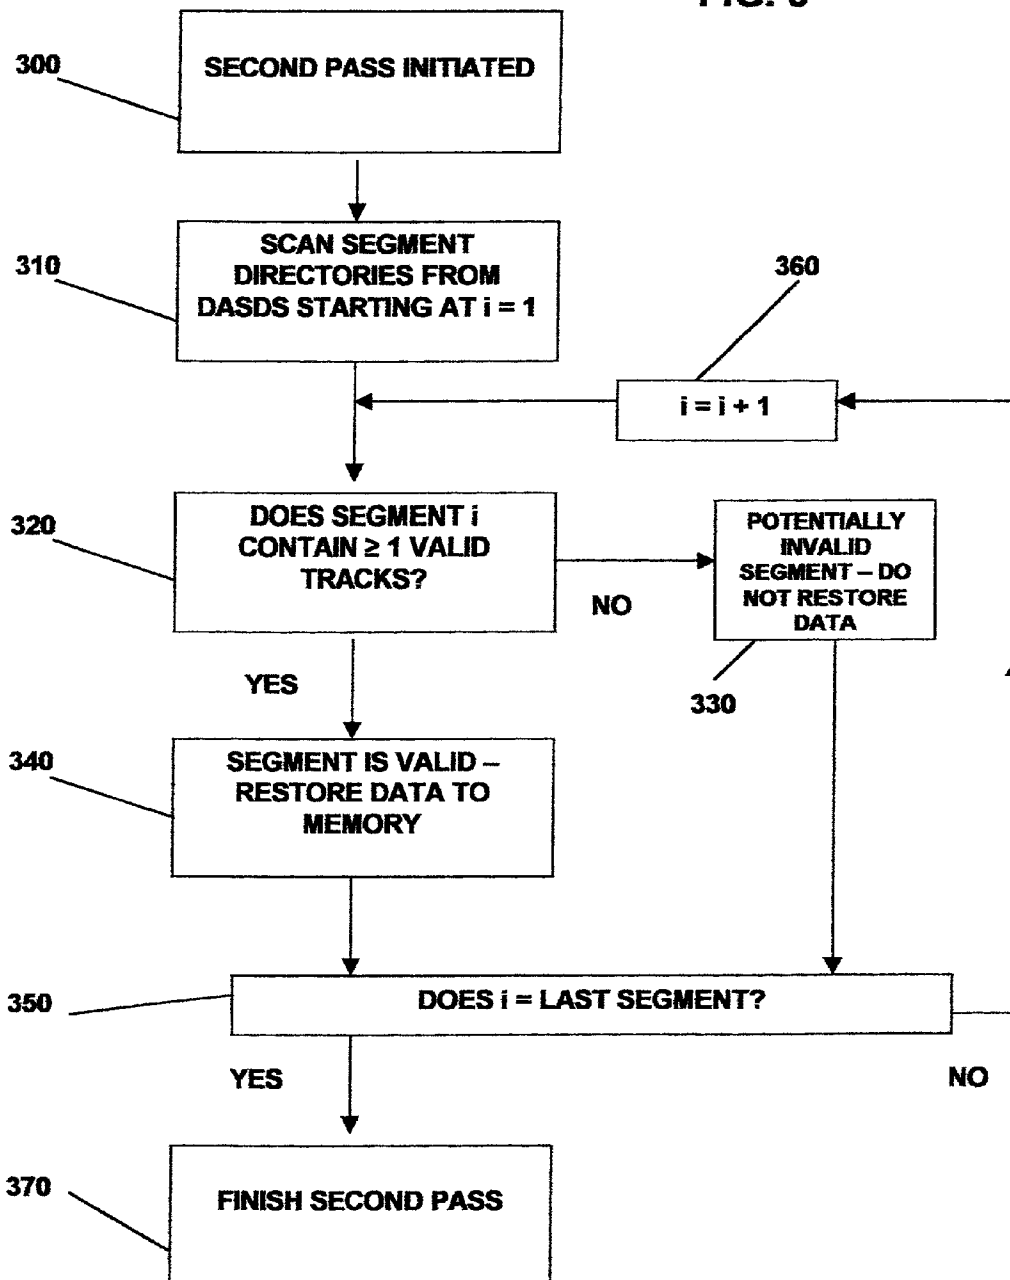 300
SECOND PASS INITIATED
310
SCAN SEGMENT
DIRECTORIES FROM
DASDS STARTING AT i = 1
360
i = i + 1
320
DOES SEGMENT i
CONTAIN ≥ 1 VALID
TRACKS?
NO
POTENTIALLY
INVALID
SEGMENT – DO
NOT RESTORE
DATA
330
YES
340
SEGMENT IS VALID –
RESTORE DATA TO
MEMORY
350
DOES i = LAST SEGMENT?
YES
NO
370
FINISH SECOND PASS